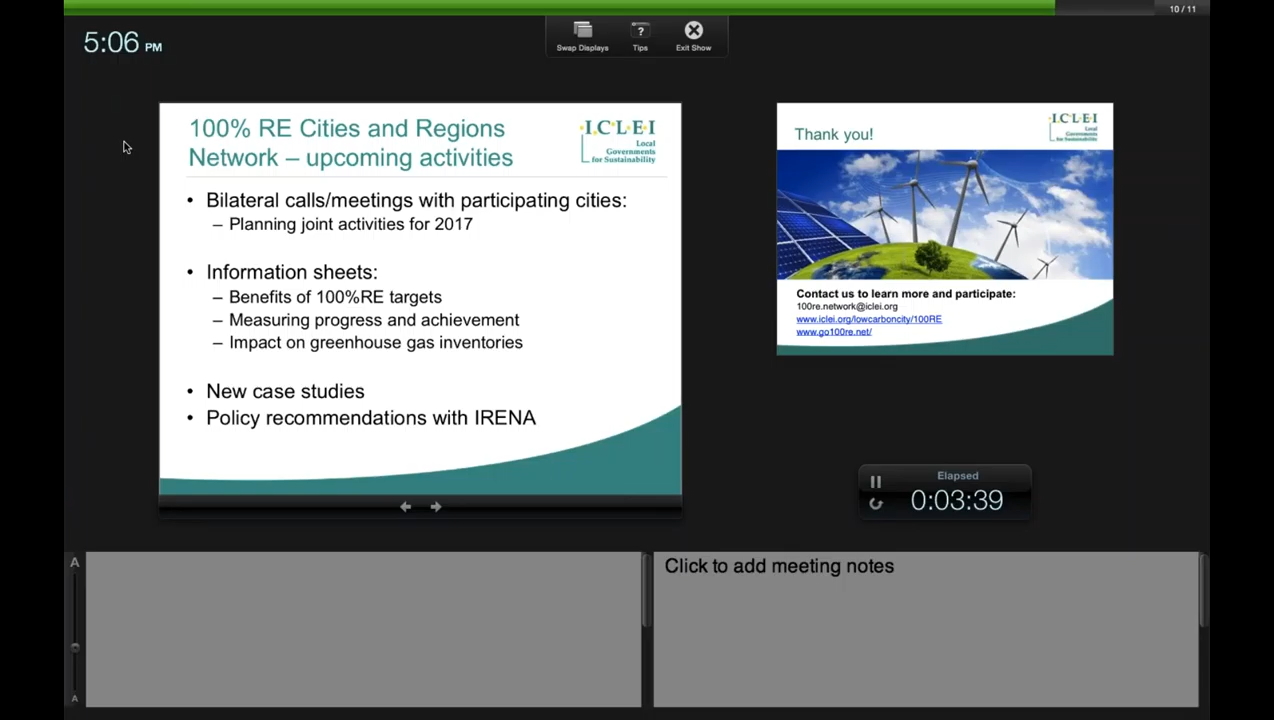 10 / 11
5:06 PM
Swap Displays
Tips
Exit Show
100% RE Cities and Regions
Network – upcoming activities
I.C.L.E.I
Local
Governments
for Sustainability
• Bilateral calls/meetings with participating cities:
– Planning joint activities for 2017
• Information sheets:
– Benefits of 100%RE targets
– Measuring progress and achievement
– Impact on greenhouse gas inventories
• New case studies
• Policy recommendations with IRENA
Thank you!
I.C.L.E.I
Local
Governments
for Sustainability
Contact us to learn more and participate:
100re.network@iclei.org
www.iclei.org/lowcarboncity/100RE
www.go100re.net/
Elapsed
0:03:39
A
A
Click to add meeting notes